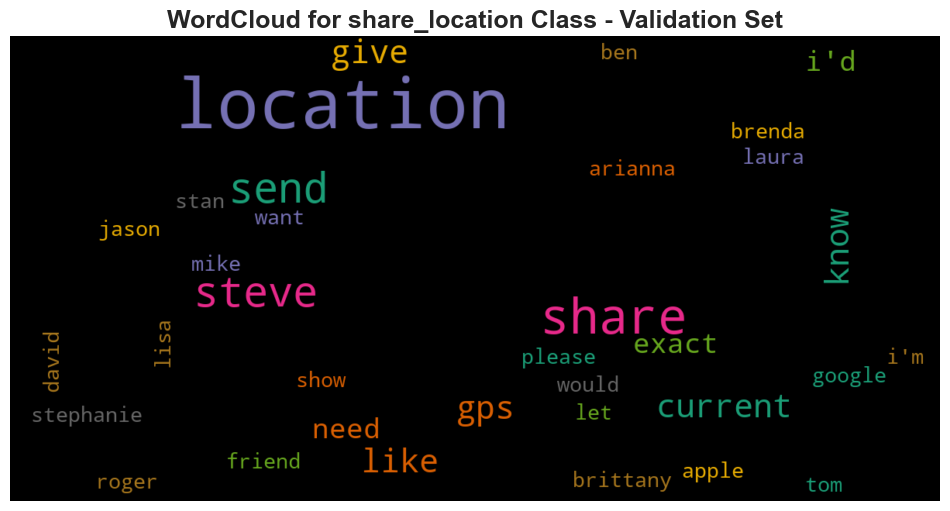 WordCloud for share_location Class - Validation Set
give
ben
i'd
location
brenda
laura
arianna
send
stan
want
jason
know
mike
steve
share
david
lisa
exact
please
i'm
show
would
google
stephanie
gps
let
current
need
like
friend
apple
roger
brittany
tom